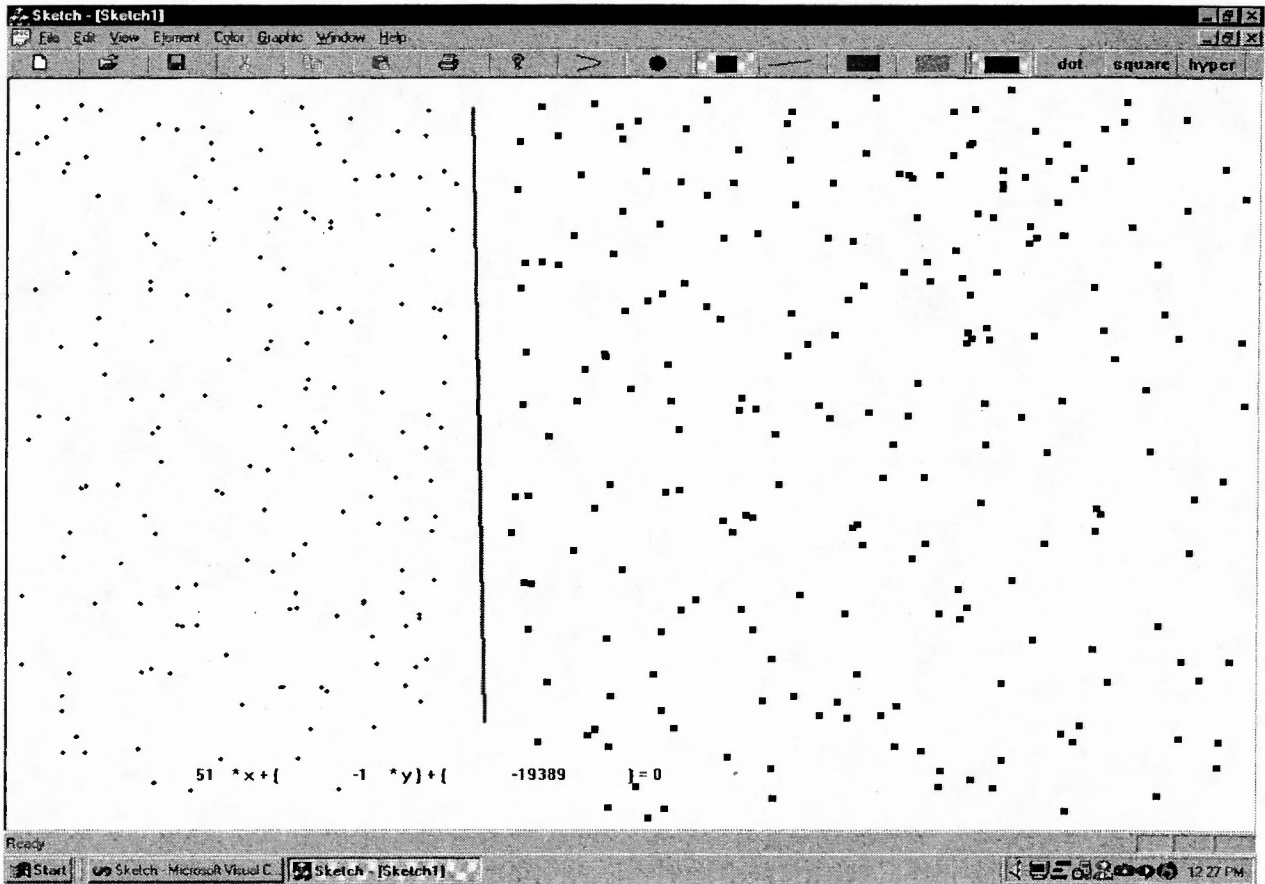 Sketch - [Sketch1]
File Edit View Element Color Graphic Window Help
dot square hyper
51 * x + ( -1 * y ) + ( -19389 ) = 0
Ready
Start Sketch - Microsoft Visual C... Sketch - [Sketch1] 12:27 PM